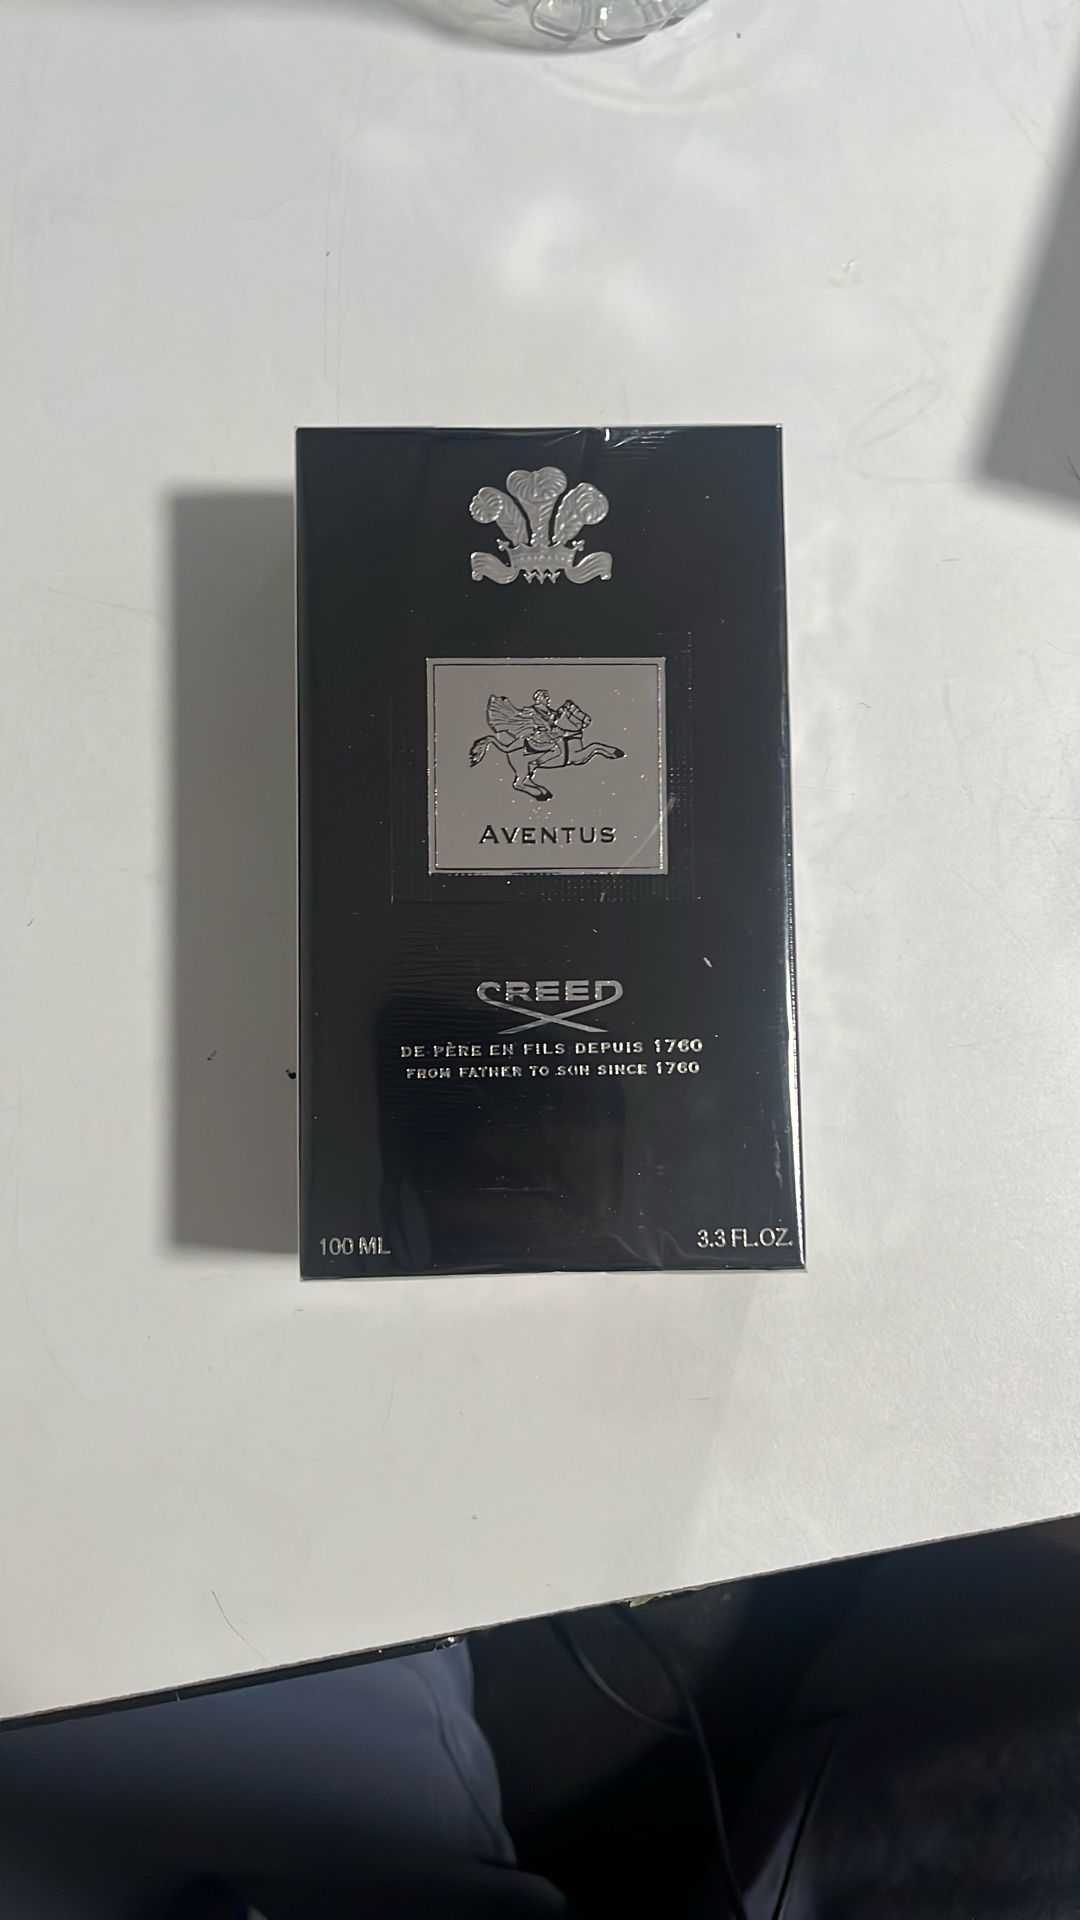 AVENTUS
CREED
DE PÈRE EN FILS DEPUIS 1760
FROM FATHER TO SON SINCE 1760
100 ML
3.3 FL.OZ.